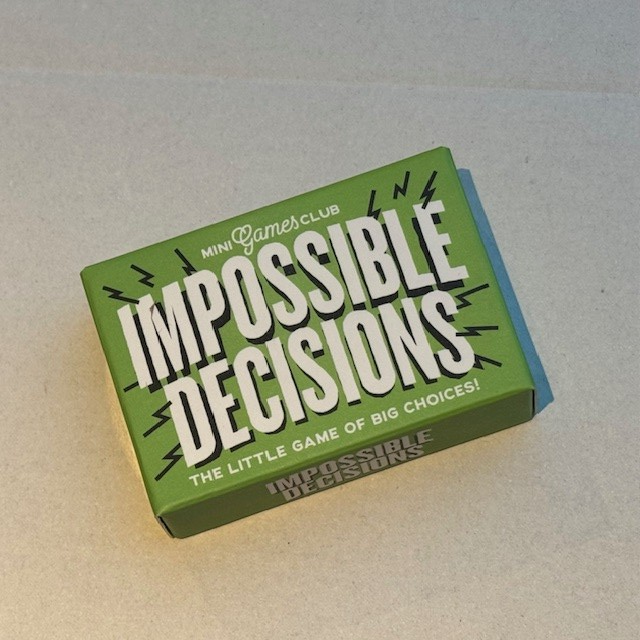 MINI Games CLUB
IMPOSSIBLE
DECISIONS
THE LITTLE GAME OF BIG CHOICES!
IMPOSSIBLE
DECISIONS